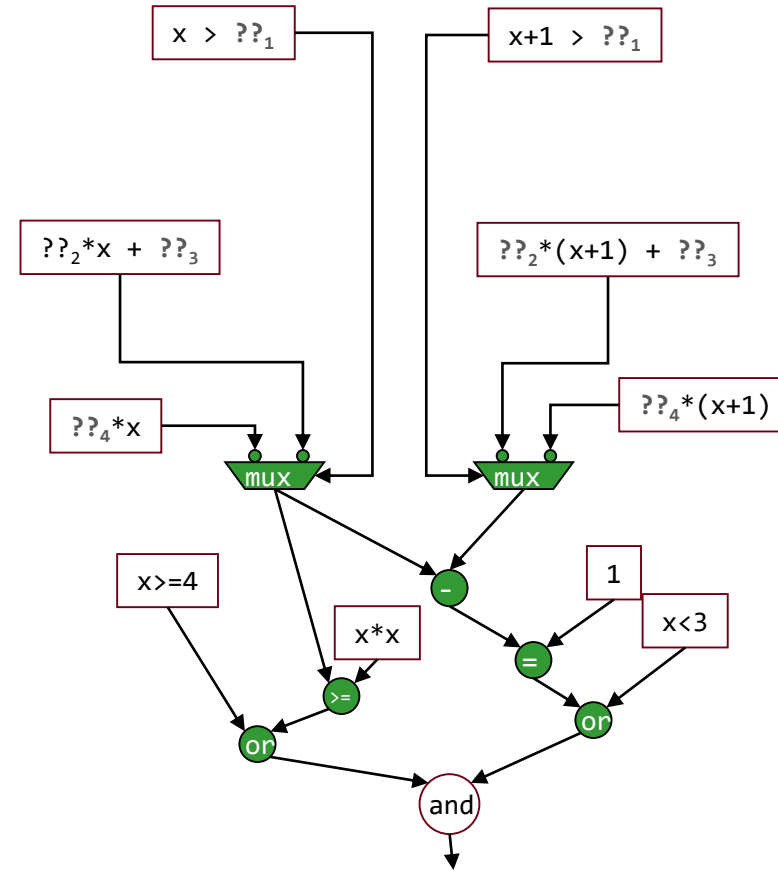 x > ??₁
x+1 > ??₁
??₂*x + ??₃
??₂*(x+1) + ??₃
??₄*x
??₄*(x+1)
mux
mux
x>=4
-
1
x*x
x<3
=
>=
or
or
and